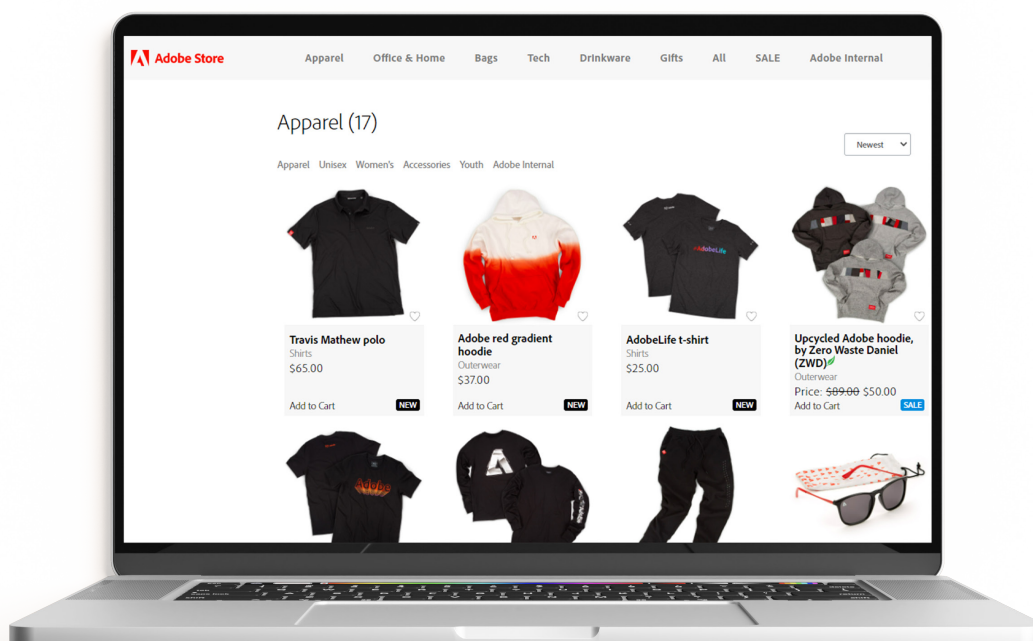 Adobe Store
Apparel Office & Home Bags Tech Drinkware Gifts All SALE Adobe Internal
Apparel (17)
Newest
Apparel Unisex Women's Accessories Youth Adobe Internal
AdobeLife
Travis Mathew polo
Shirts
$65.00
Add to Cart NEW
Adobe red gradient
hoodie
Outerwear
$37.00
Add to Cart NEW
AdobeLife t-shirt
Shirts
$25.00
Add to Cart NEW
Upcycled Adobe hoodie,
by Zero Waste Daniel
(ZWD)
Outerwear
Price: $89.00 $50.00
Add to Cart SALE
Adobe